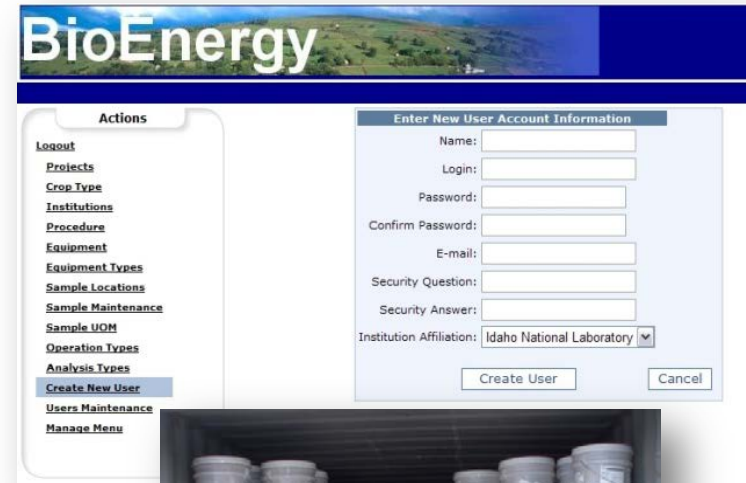 BioEnergy
Actions
Logout
Projects
Crop Type
Institutions
Procedure
Equipment
Equipment Types
Sample Locations
Sample Maintenance
Sample UOM
Operation Types
Analysis Types
Create New User
Users Maintenance
Manage Menu
Enter New User Account Information
Name:
Login:
Password:
Confirm Password:
E-mail:
Security Question:
Security Answer:
Institution Affiliation: Idaho National Laboratory
Create User Cancel